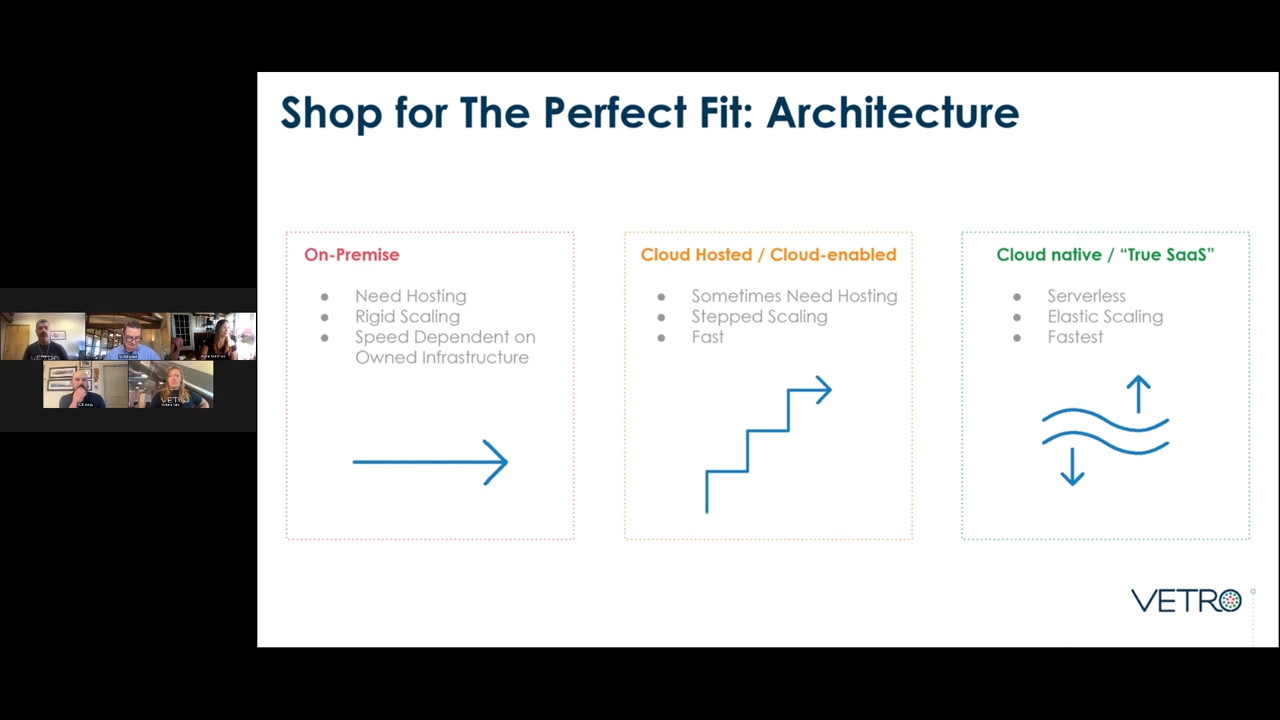 Shop for The Perfect Fit: Architecture
On-Premise
● Need Hosting
● Rigid Scaling
● Speed Dependent on
Owned Infrastructure
Cloud Hosted / Cloud-enabled
● Sometimes Need Hosting
● Stepped Scaling
● Fast
Cloud native / “True SaaS”
● Serverless
● Elastic Scaling
● Fastest
VETRO
VETRO